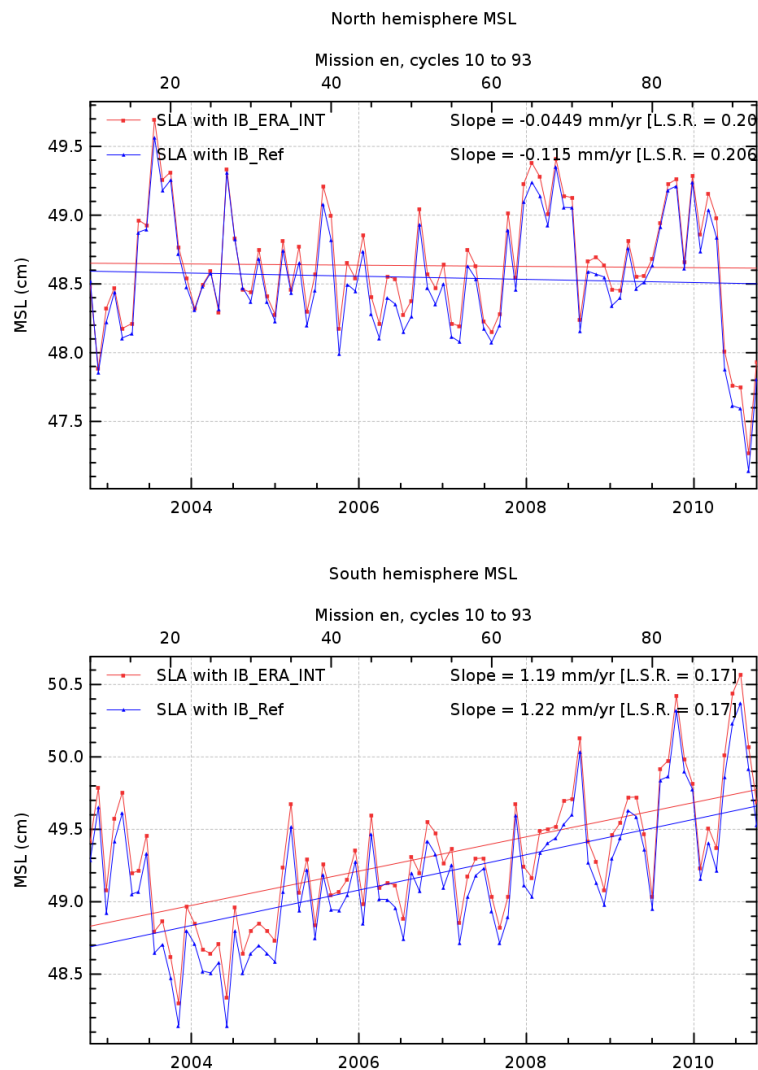 North hemisphere MSL
Mission en, cycles 10 to 93
20 40 60 80
SLA with IB_ERA_INT Slope = -0.0449 mm/yr [L.S.R. = 0.20
SLA with IB_Ref Slope = -0.115 mm/yr [L.S.R. = 0.206
49.5
49.0
48.5
48.0
47.5
MSL (cm)
2004 2006 2008 2010
South hemisphere MSL
Mission en, cycles 10 to 93
20 40 60 80
SLA with IB_ERA_INT Slope = 1.19 mm/yr [L.S.R. = 0.17]
SLA with IB_Ref Slope = 1.22 mm/yr [L.S.R. = 0.17]
50.5
50.0
49.5
49.0
48.5
MSL (cm)
2004 2006 2008 2010